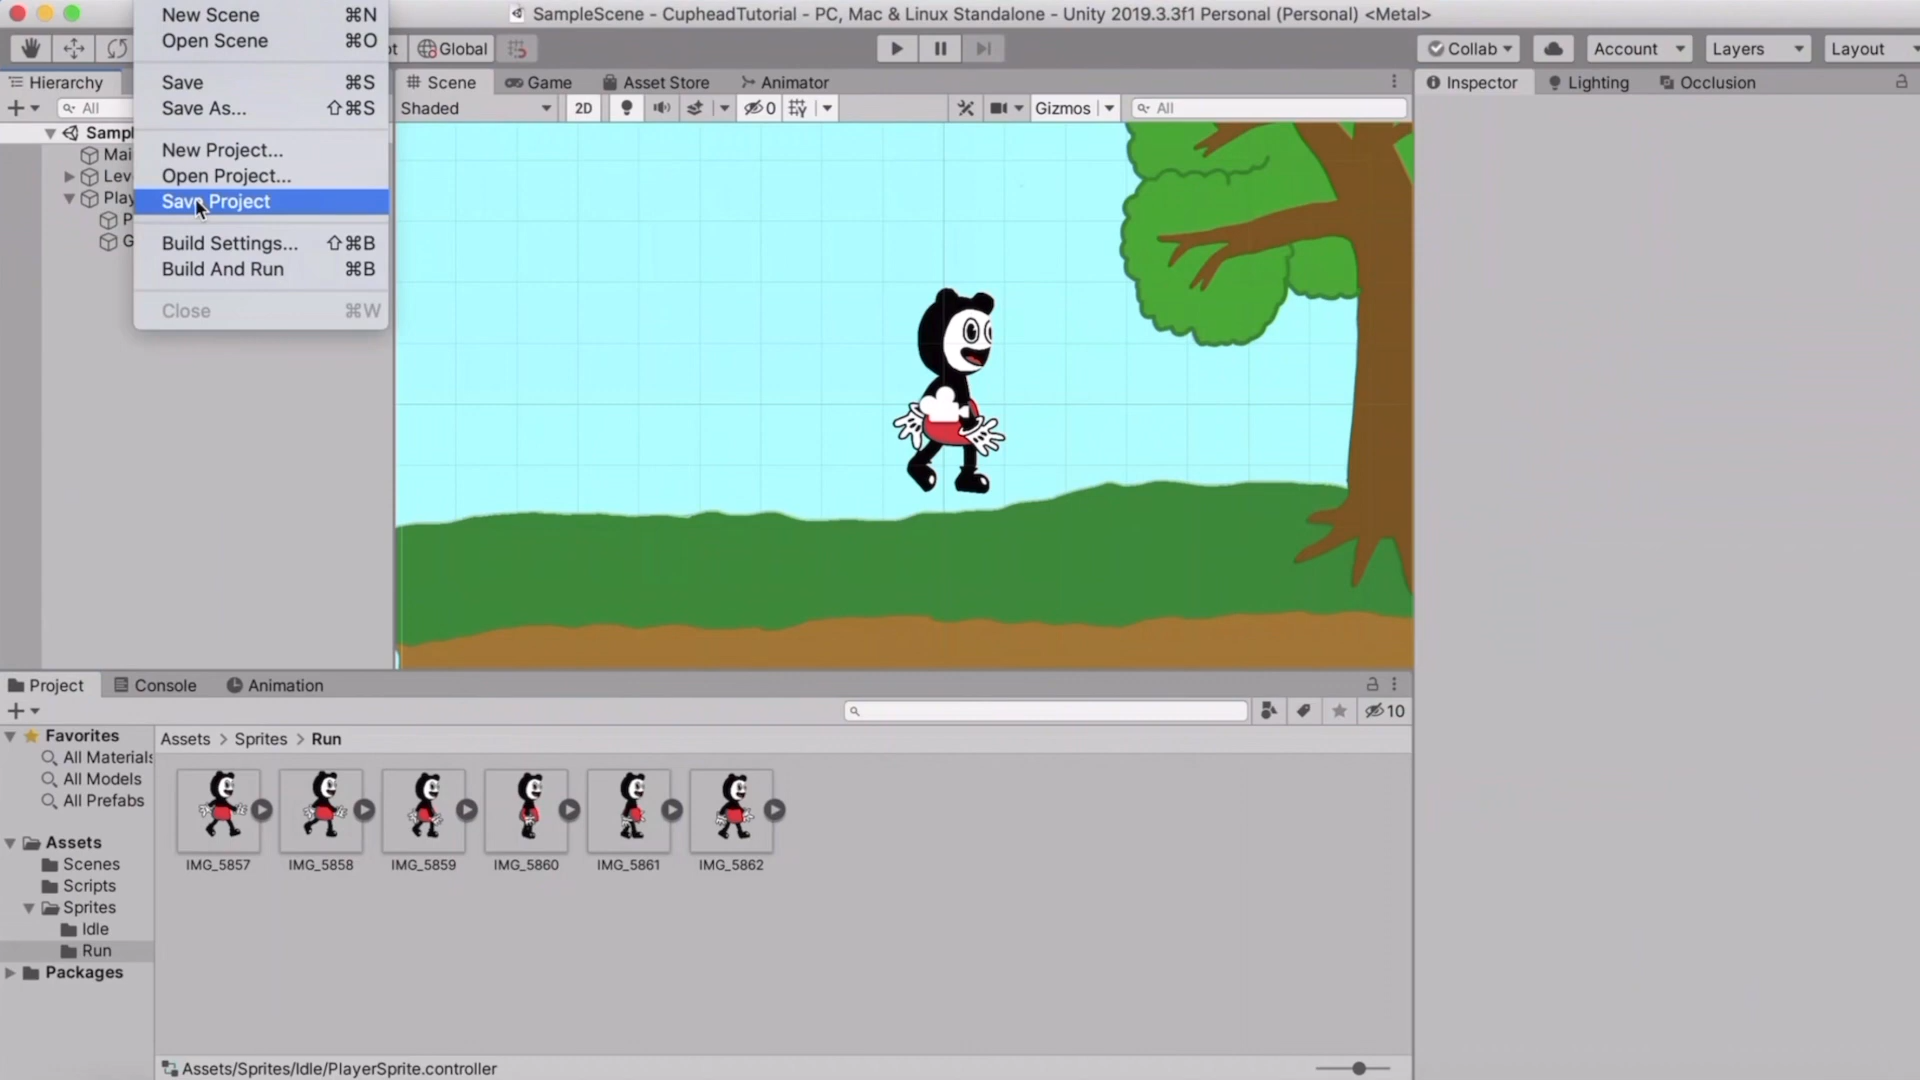 New Scene ⌘N
SampleScene - CupheadTutorial - PC, Mac & Linux Standalone - Unity 2019.3.3f1 Personal (Personal) <Metal>
Open Scene ⌘O
Global
Collab
Account
Layers
Layout
Hierarchy
Save ⌘S
Scene
Game
Asset Store
Animator
Inspector
Lighting
Occlusion
All
Save As... ⇧⌘S
Shaded
2D
0
Gizmos
All
New Project...
Open Project...
Save Project
Build Settings... ⇧⌘B
Build And Run ⌘B
Close ⌘W
Project
Console
Animation
10
Favorites
All Materials
All Models
All Prefabs
Assets
Scenes
Scripts
Sprites
Idle
Run
Packages
Assets > Sprites > Run
IMG_5857
IMG_5858
IMG_5859
IMG_5860
IMG_5861
IMG_5862
Assets/Sprites/Idle/PlayerSprite.controller